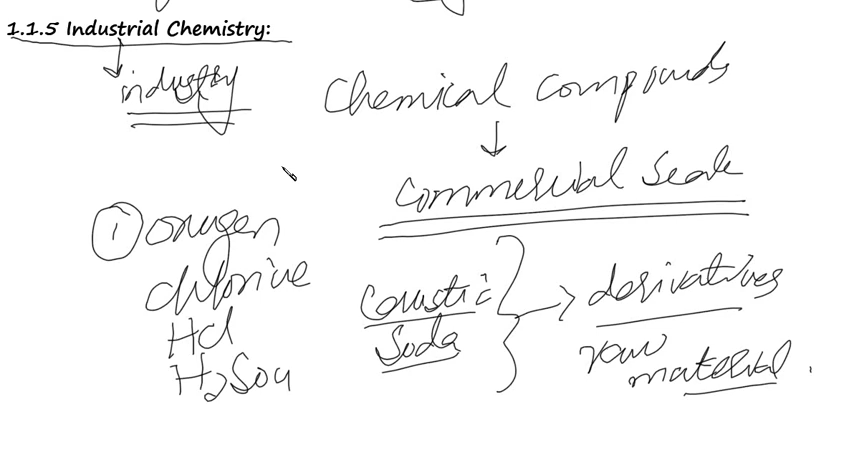 1.1.5 Industrial Chemistry:
industry
Chemical compounds
Commercial Scale
1 oxygen
chlorine
Hcl
H2SO4
Caustic
Soda
derivatives
raw
material.